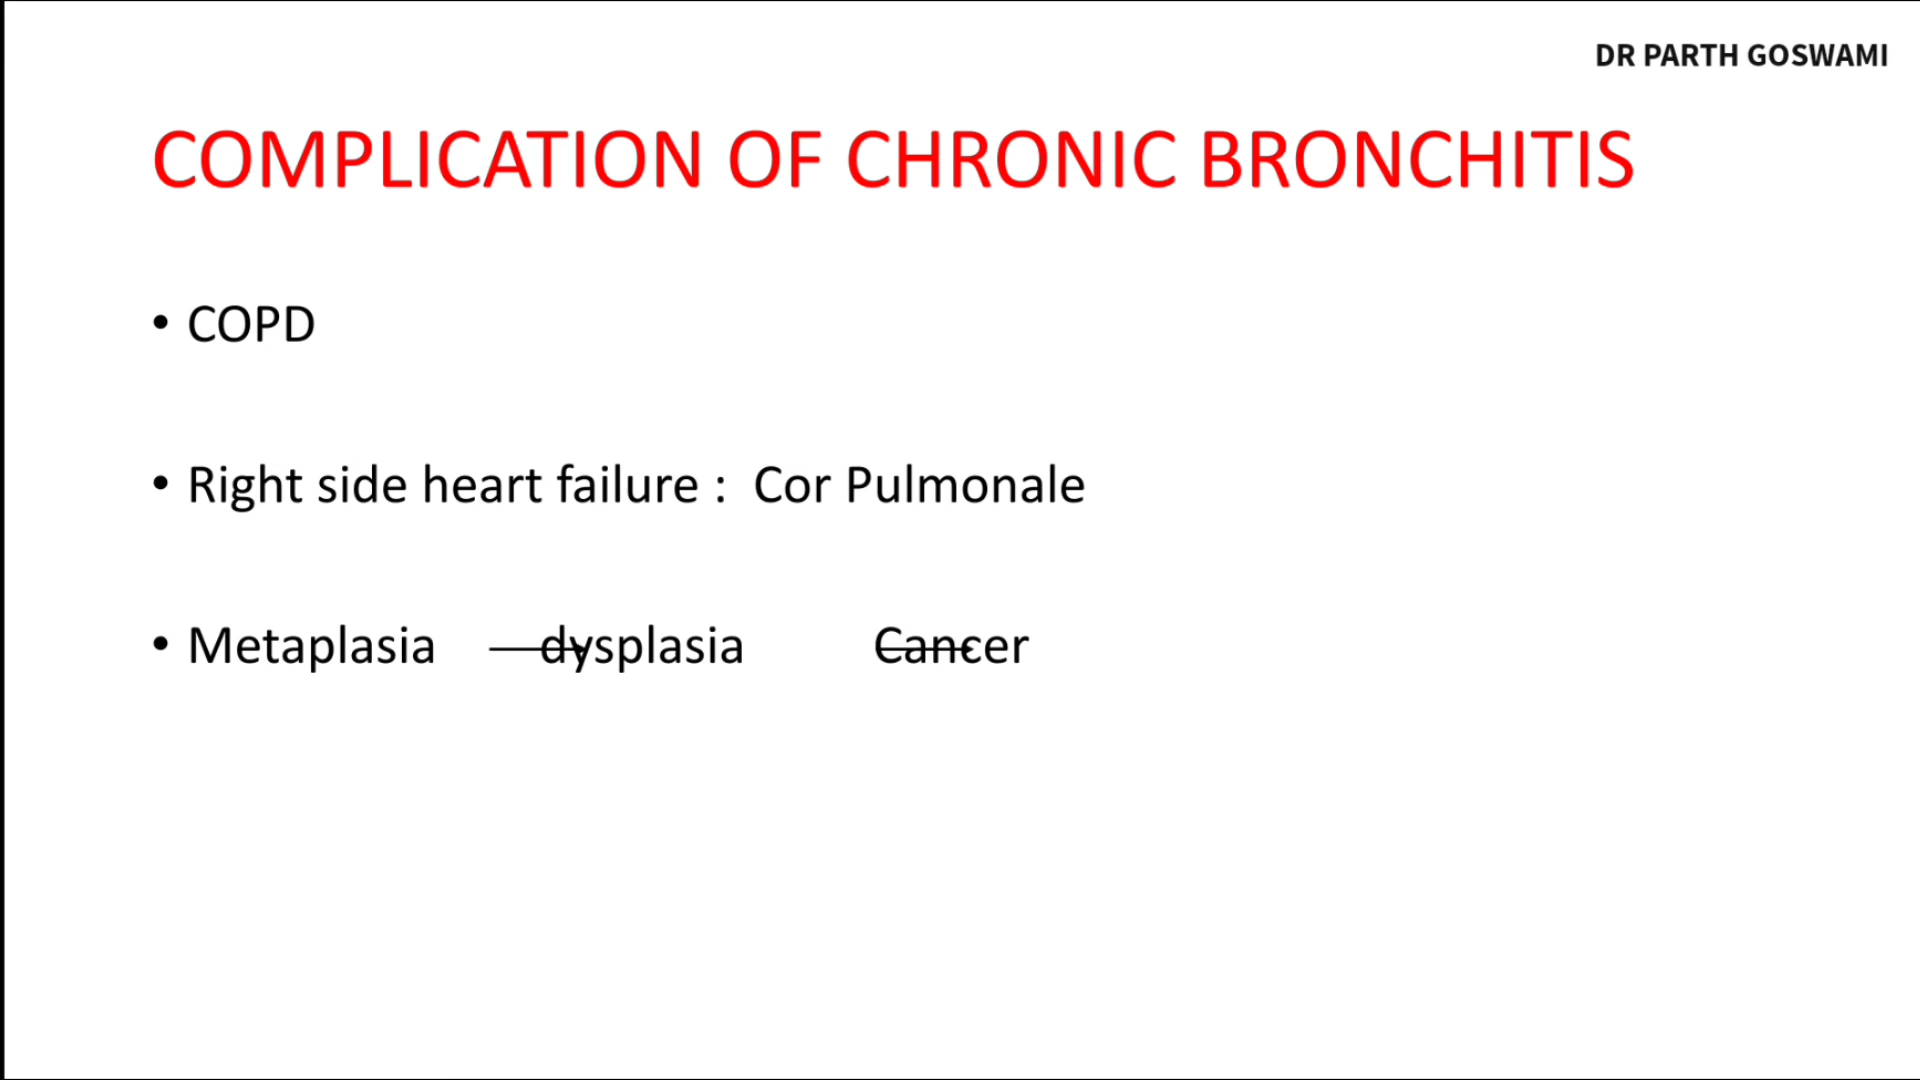 DR PARTH GOSWAMI
COMPLICATION OF CHRONIC BRONCHITIS
• COPD
• Right side heart failure : Cor Pulmonale
• Metaplasia dysplasia Cancer